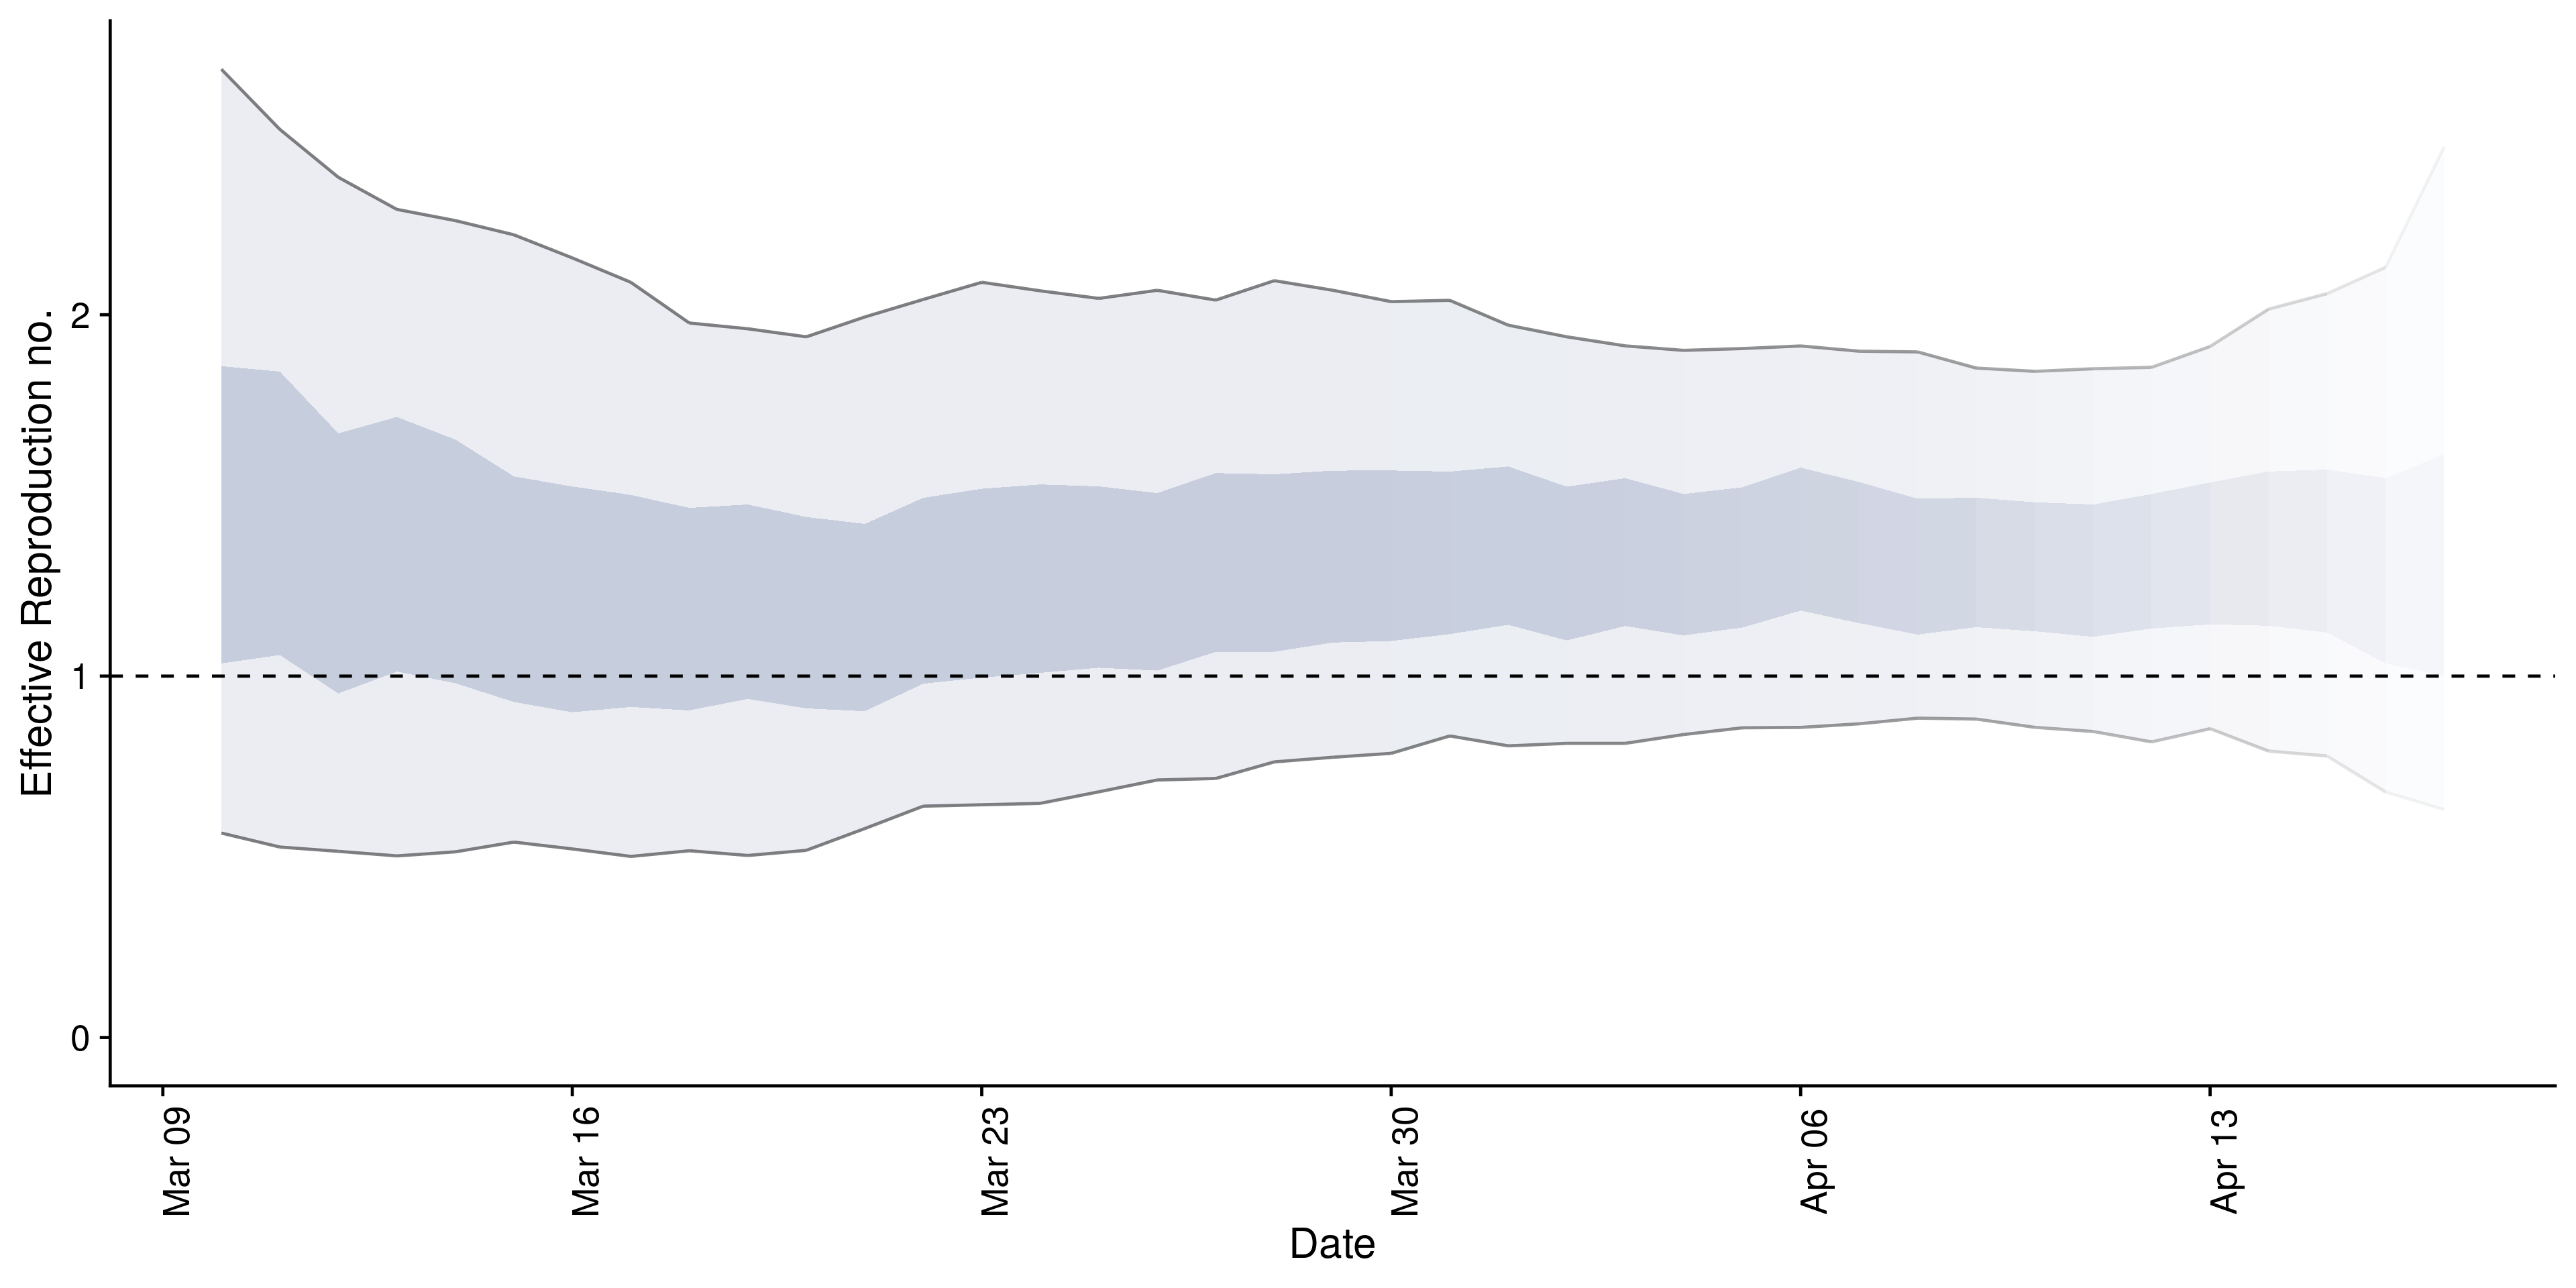 Effective Reproduction no.
2
1
0
Mar 09
Mar 16
Mar 23
Mar 30
Apr 06
Apr 13
Date